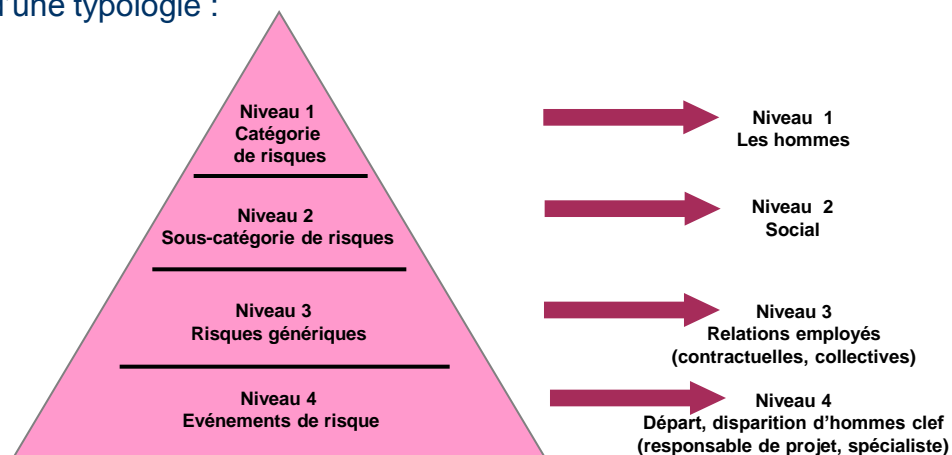 d'une typologie :
Niveau 1
Catégorie
de risques
Niveau 2
Sous-catégorie de risques
Niveau 3
Risques génériques
Niveau 4
Evénements de risque
Niveau 1
Les hommes
Niveau 2
Social
Niveau 3
Relations employés
(contractuelles, collectives)
Niveau 4
Départ, disparition d'hommes clef
(responsable de projet, spécialiste)